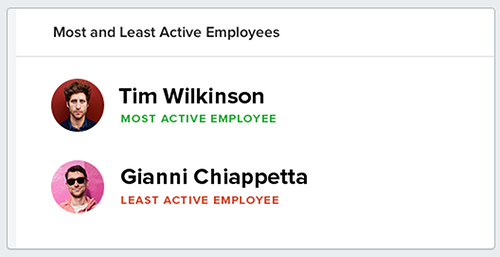 Most and Least Active Employees
Tim Wilkinson
MOST ACTIVE EMPLOYEE
Gianni Chiappetta
LEAST ACTIVE EMPLOYEE